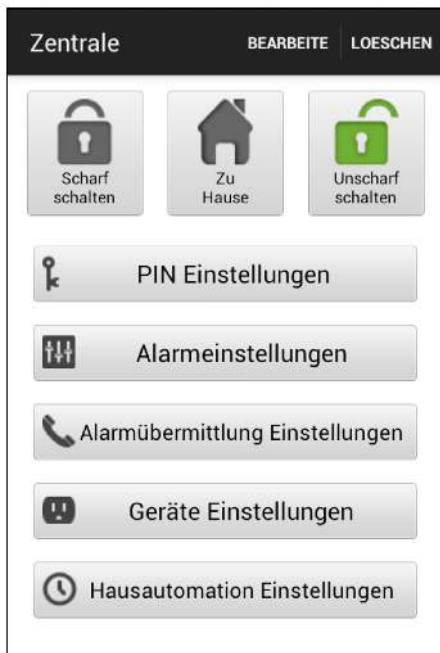 Zentrale BEARBEITE LOESCHEN
Scharf schalten
Zu Hause
Unscharf schalten
PIN Einstellungen
Alarmeinstellungen
Alarmübermittlung Einstellungen
Geräte Einstellungen
Hausautomation Einstellungen